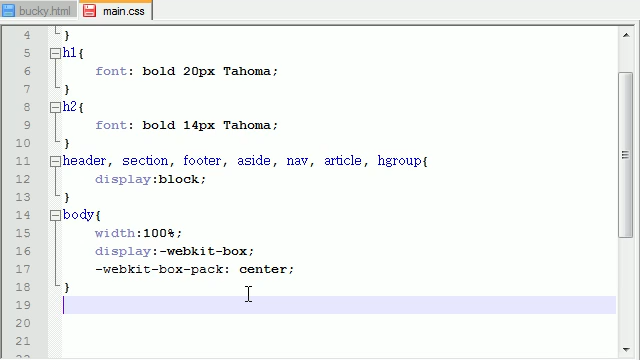 bucky.html main.css
4 }
5 h1{
6 font: bold 20px Tahoma;
7 }
8 h2{
9 font: bold 14px Tahoma;
10 }
11 header, section, footer, aside, nav, article, hgroup{
12 display:block;
13 }
14 body{
15 width:100%;
16 display:-webkit-box;
17 -webkit-box-pack: center;
18 }
19
20
21